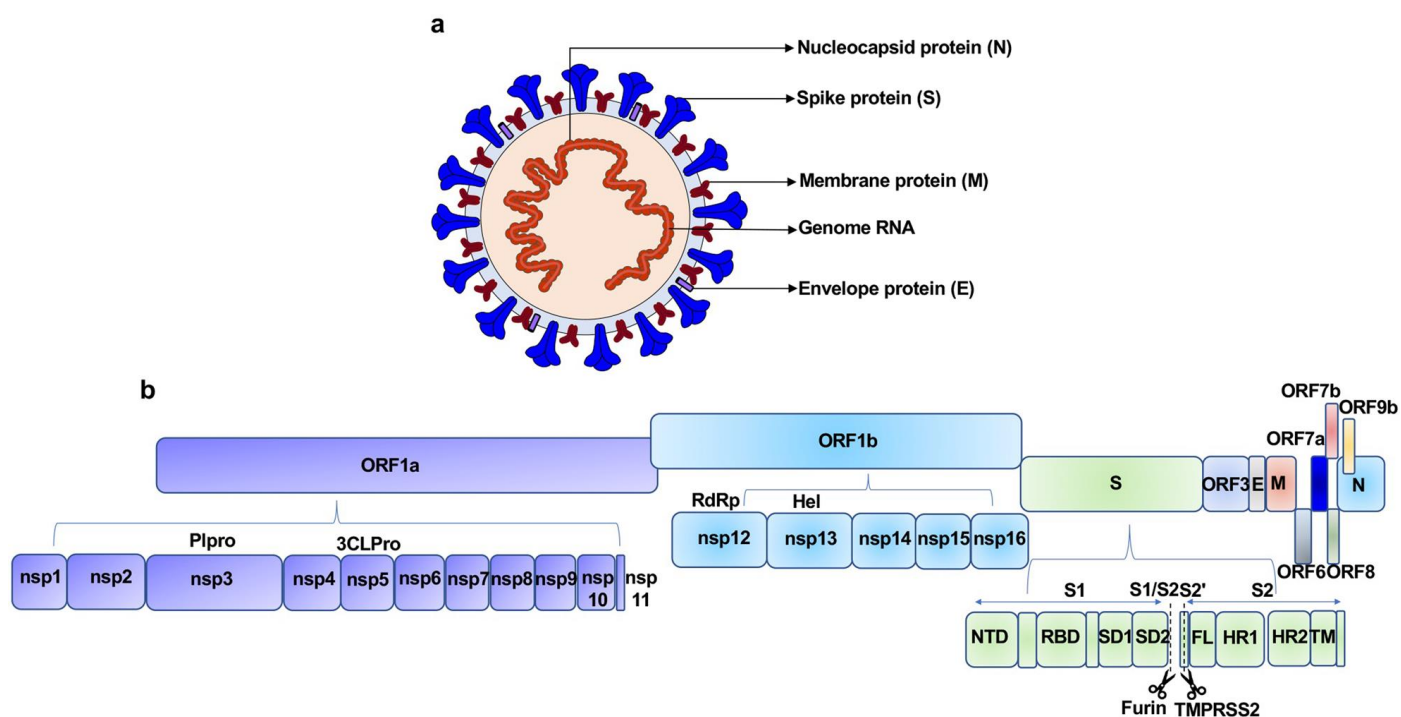 a
Nucleocapsid protein (N)
Spike protein (S)
Membrane protein (M)
Genome RNA
Envelope protein (E)
b
ORF7b
ORF9b
ORF7a
ORF1a
ORF1b
S
ORF3
E
M
N
ORF6
ORF8
RdRp
Hel
nsp12
nsp13
nsp14
nsp15
nsp16
Plpro
3CLPro
nsp1
nsp2
nsp3
nsp4
nsp5
nsp6
nsp7
nsp8
nsp9
nsp
10
nsp
11
S1
S1/S2
S2'
S2
NTD
RBD
SD1
SD2
FL
HR1
HR2
TM
Furin
TMPRSS2